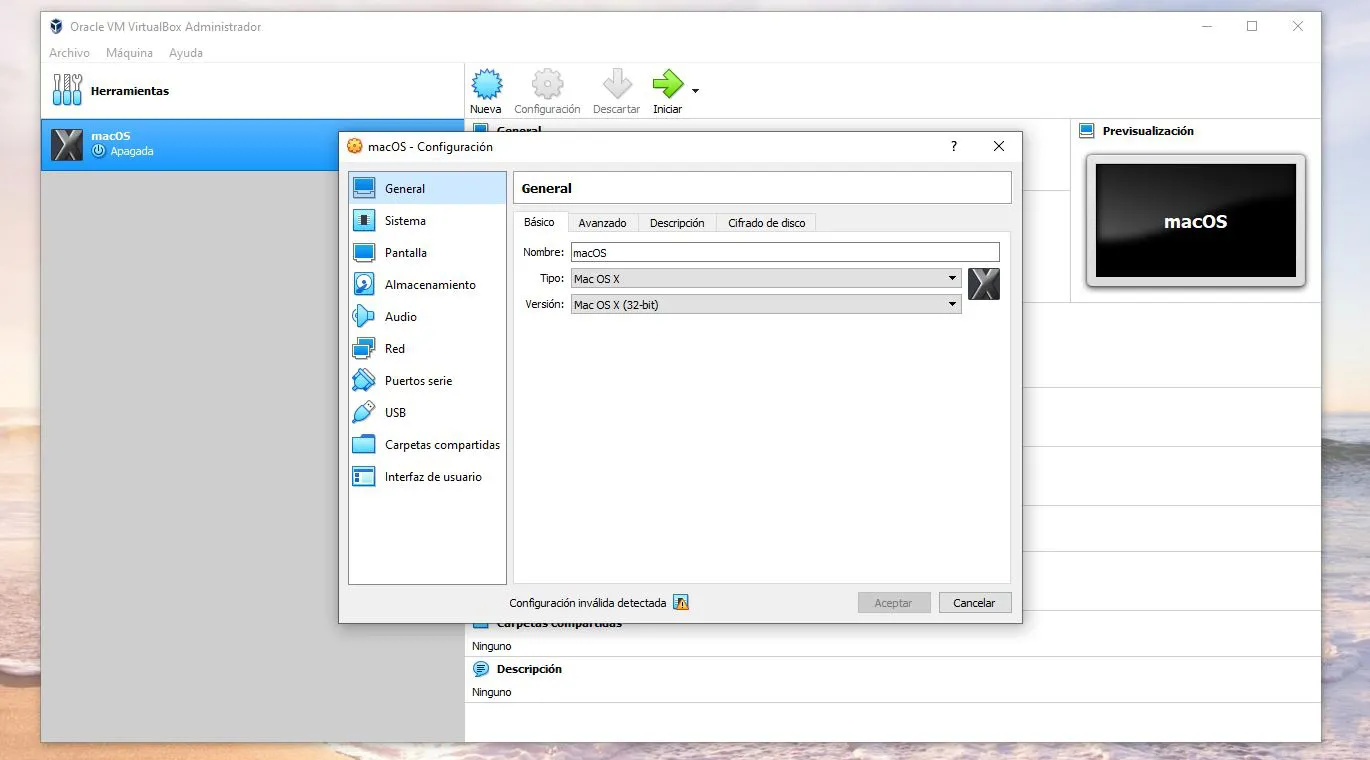 Oracle VM VirtualBox Administrador
Archivo Máquina Ayuda
Herramientas
Nueva Configuración Descartar Iniciar
macOS
Apagada
General
Previsualización
macOS
macOS - Configuración
?
General
Sistema
Pantalla
Almacenamiento
Audio
Red
Puertos serie
USB
Carpetas compartidas
Interfaz de usuario
General
Básico Avanzado Descripción Cifrado de disco
Nombre: macOS
Tipo: Mac OS X
Versión: Mac OS X (32-bit)
Configuración inválida detectada
Aceptar Cancelar
Carpetas compartidas
Ninguno
Descripción
Ninguno